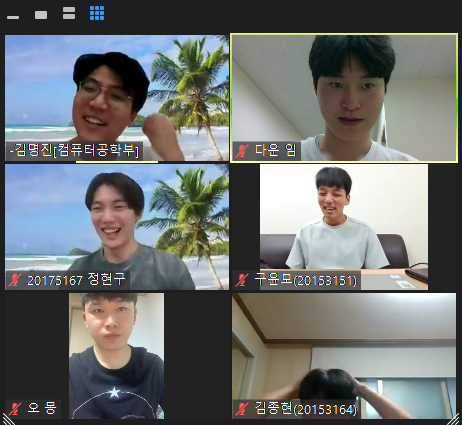 -김명진[컴퓨터공학부]
다운 임
20175167 정현구
구윤모(20153151)
오 몽
김종현(20153164)